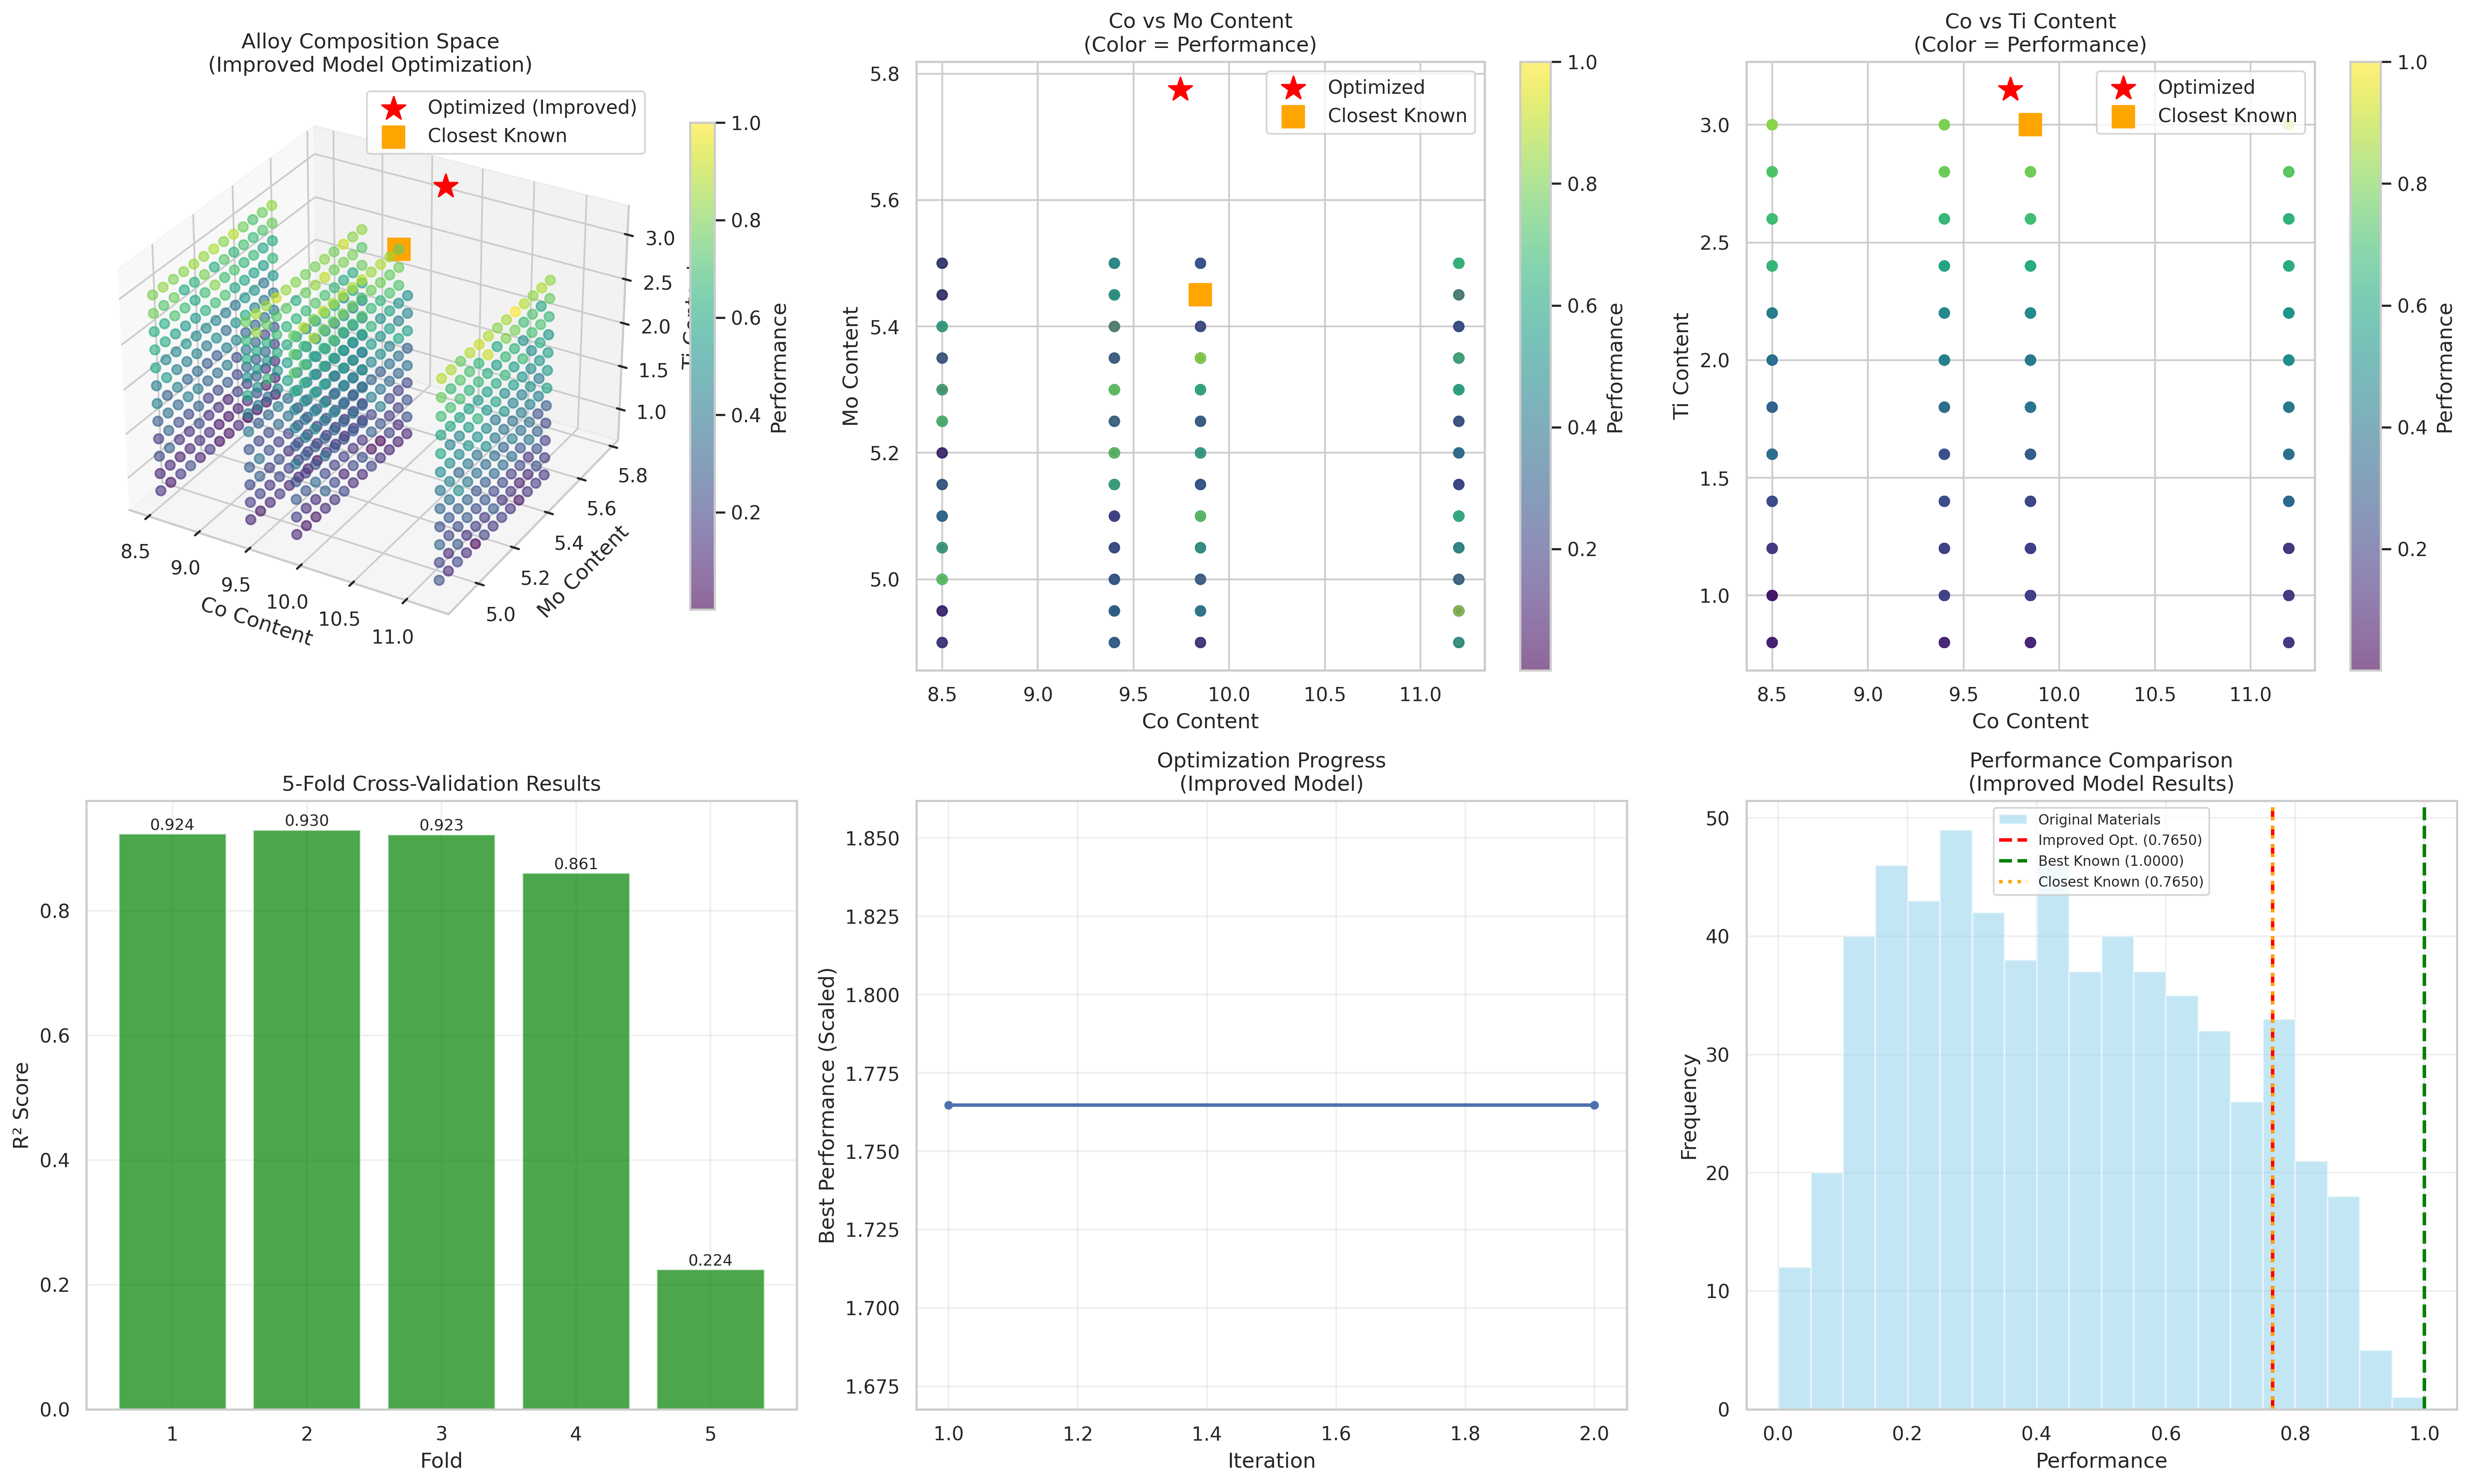 Alloy Composition Space
(Improved Model Optimization)
Optimized (Improved)
Closest Known
1.0
0.8
0.6
0.4
0.2
Performance
3.0
2.5
2.0
1.5
1.0
5.8
5.6
5.4
5.2
5.0
Mo Content
8.5
9.0
9.5
10.0
10.5
11.0
Co Content
Co vs Mo Content
(Color = Performance)
Optimized
Closest Known
5.8
5.6
5.4
5.2
5.0
Mo Content
8.5 9.0 9.5 10.0 10.5 11.0
Co Content
1.0
0.8
0.6
0.4
0.2
Performance
Co vs Ti Content
(Color = Performance)
Optimized
Closest Known
3.0
2.5
2.0
1.5
1.0
Ti Content
8.5 9.0 9.5 10.0 10.5 11.0
Co Content
1.0
0.8
0.6
0.4
0.2
Performance
5-Fold Cross-Validation Results
0.924
0.930
0.923
0.861
0.224
0.8
0.6
0.4
0.2
0.0
R² Score
1 2 3 4 5
Fold
Optimization Progress
(Improved Model)
1.850
1.825
1.800
1.775
1.750
1.725
1.700
1.675
Best Performance (Scaled)
1.0 1.2 1.4 1.6 1.8 2.0
Iteration
Performance Comparison
(Improved Model Results)
Original Materials
Improved Opt. (0.7650)
Best Known (1.0000)
Closest Known (0.7650)
50
40
30
20
10
0
Frequency
0.0 0.2 0.4 0.6 0.8 1.0
Performance